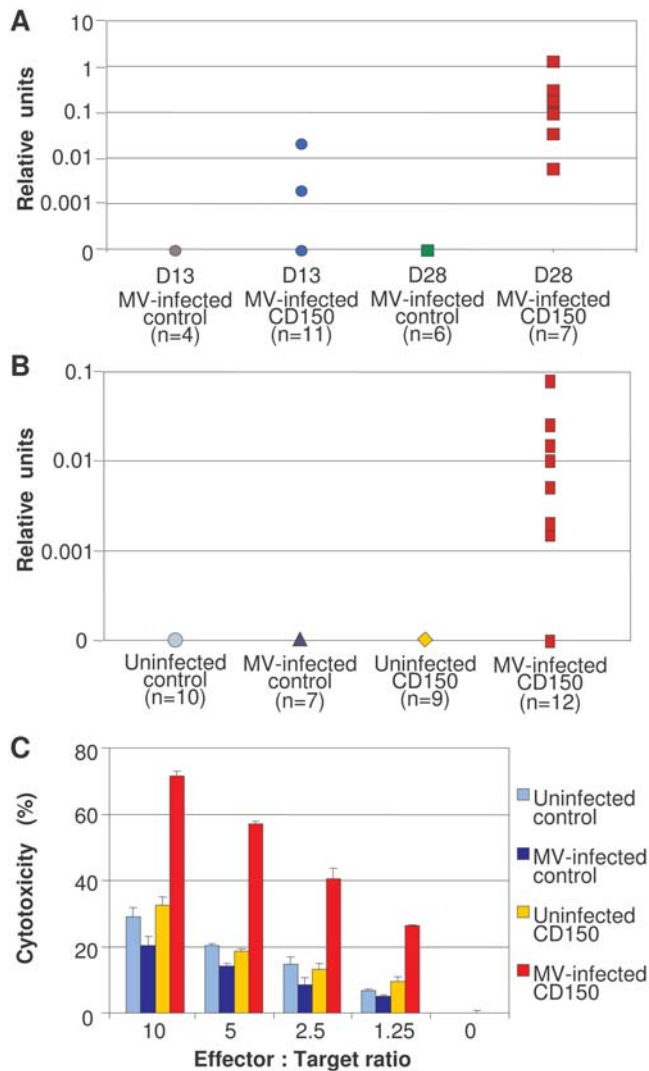 A
Relative units
10
1
0.1
0.01
0.001
0
D13
MV-infected
control
(n=4)
D13
MV-infected
CD150
(n=11)
D28
MV-infected
control
(n=6)
D28
MV-infected
CD150
(n=7)
B
Relative units
0.1
0.01
0.001
0
Uninfected
control
(n=10)
MV-infected
control
(n=7)
Uninfected
CD150
(n=9)
MV-infected
CD150
(n=12)
C
Cytotoxicity (%)
80
60
40
20
0
10 5 2.5 1.25 0
Effector : Target ratio
Uninfected
control
MV-infected
control
Uninfected
CD150
MV-infected
CD150